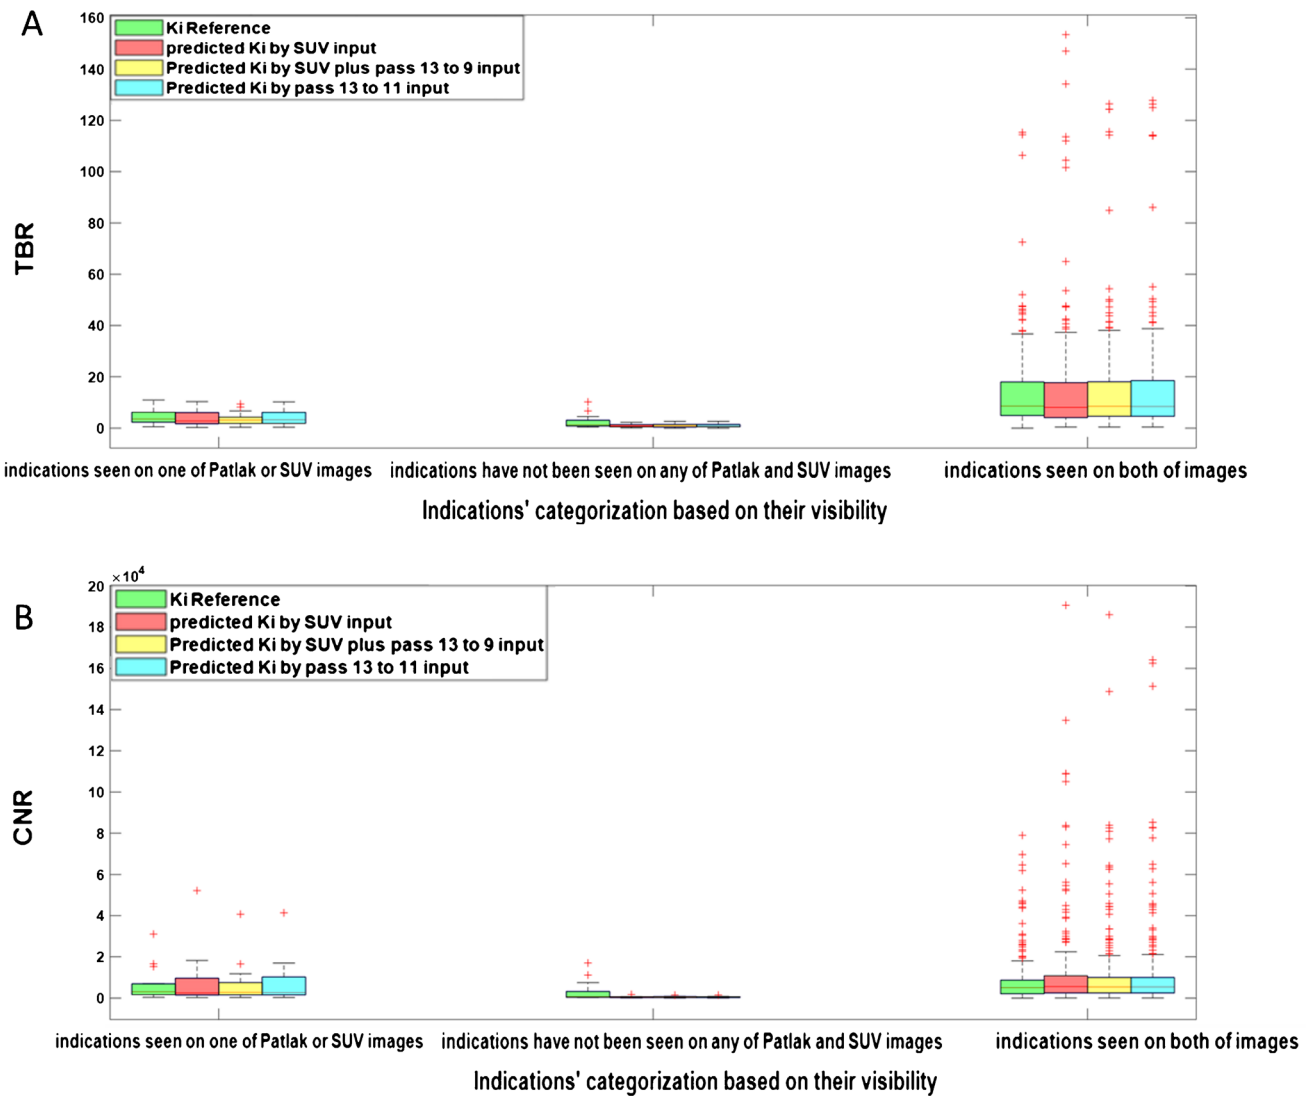 A
160
140
120
100
80
60
40
20
0
TBR
Ki Reference
predicted Ki by SUV input
Predicted Ki by SUV plus pass 13 to 9 input
Predicted Ki by pass 13 to 11 input
indications seen on one of Patlak or SUV images
indications have not been seen on any of Patlak and SUV images
indications seen on both of images
Indications' categorization based on their visibility
B
×10^4
20
18
16
14
12
10
8
6
4
2
0
CNR
Ki Reference
predicted Ki by SUV input
Predicted Ki by SUV plus pass 13 to 9 input
Predicted Ki by pass 13 to 11 input
indications seen on one of Patlak or SUV images
indications have not been seen on any of Patlak and SUV images
indications seen on both of images
Indications' categorization based on their visibility